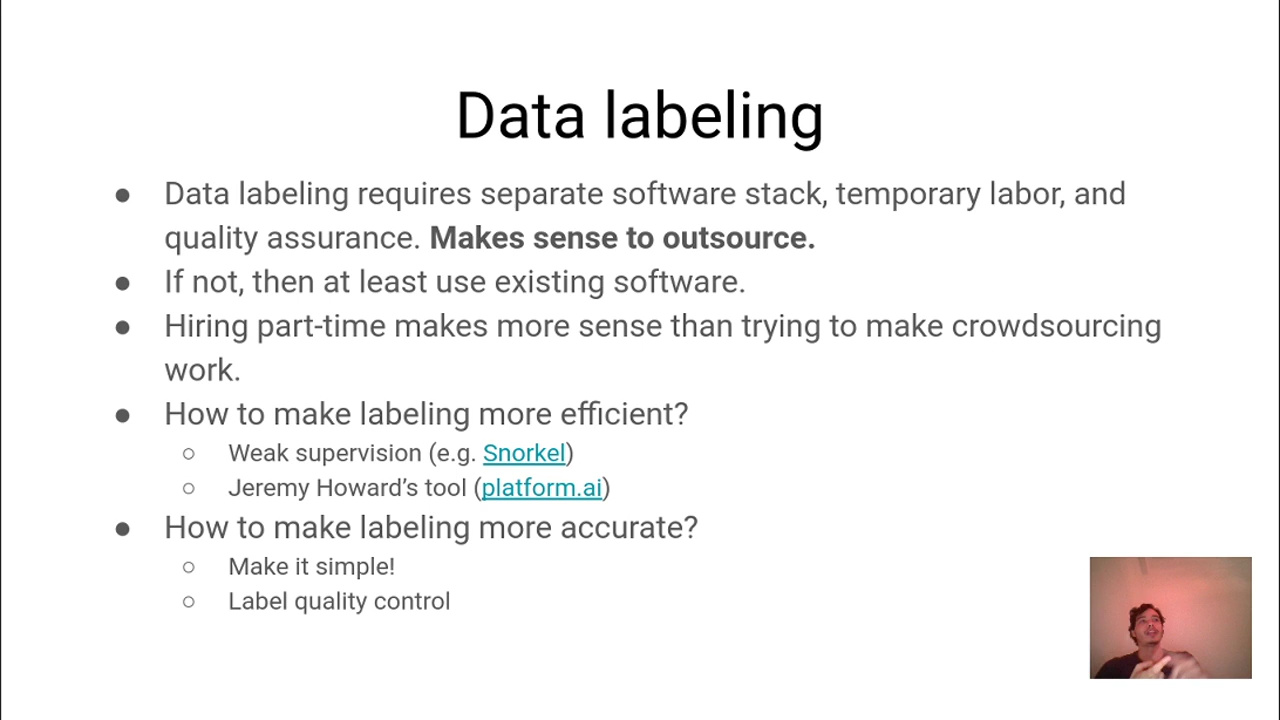 Data labeling
● Data labeling requires separate software stack, temporary labor, and
quality assurance. Makes sense to outsource.
● If not, then at least use existing software.
● Hiring part-time makes more sense than trying to make crowdsourcing
work.
● How to make labeling more efficient?
○ Weak supervision (e.g. Snorkel)
○ Jeremy Howard’s tool (platform.ai)
● How to make labeling more accurate?
○ Make it simple!
○ Label quality control